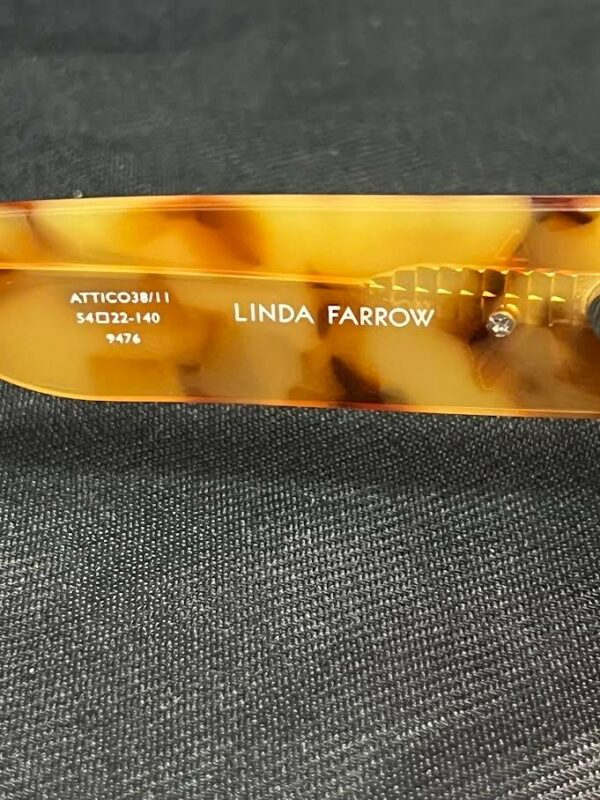 ATTICO38/11
54□22-140
9476
LINDA FARROW